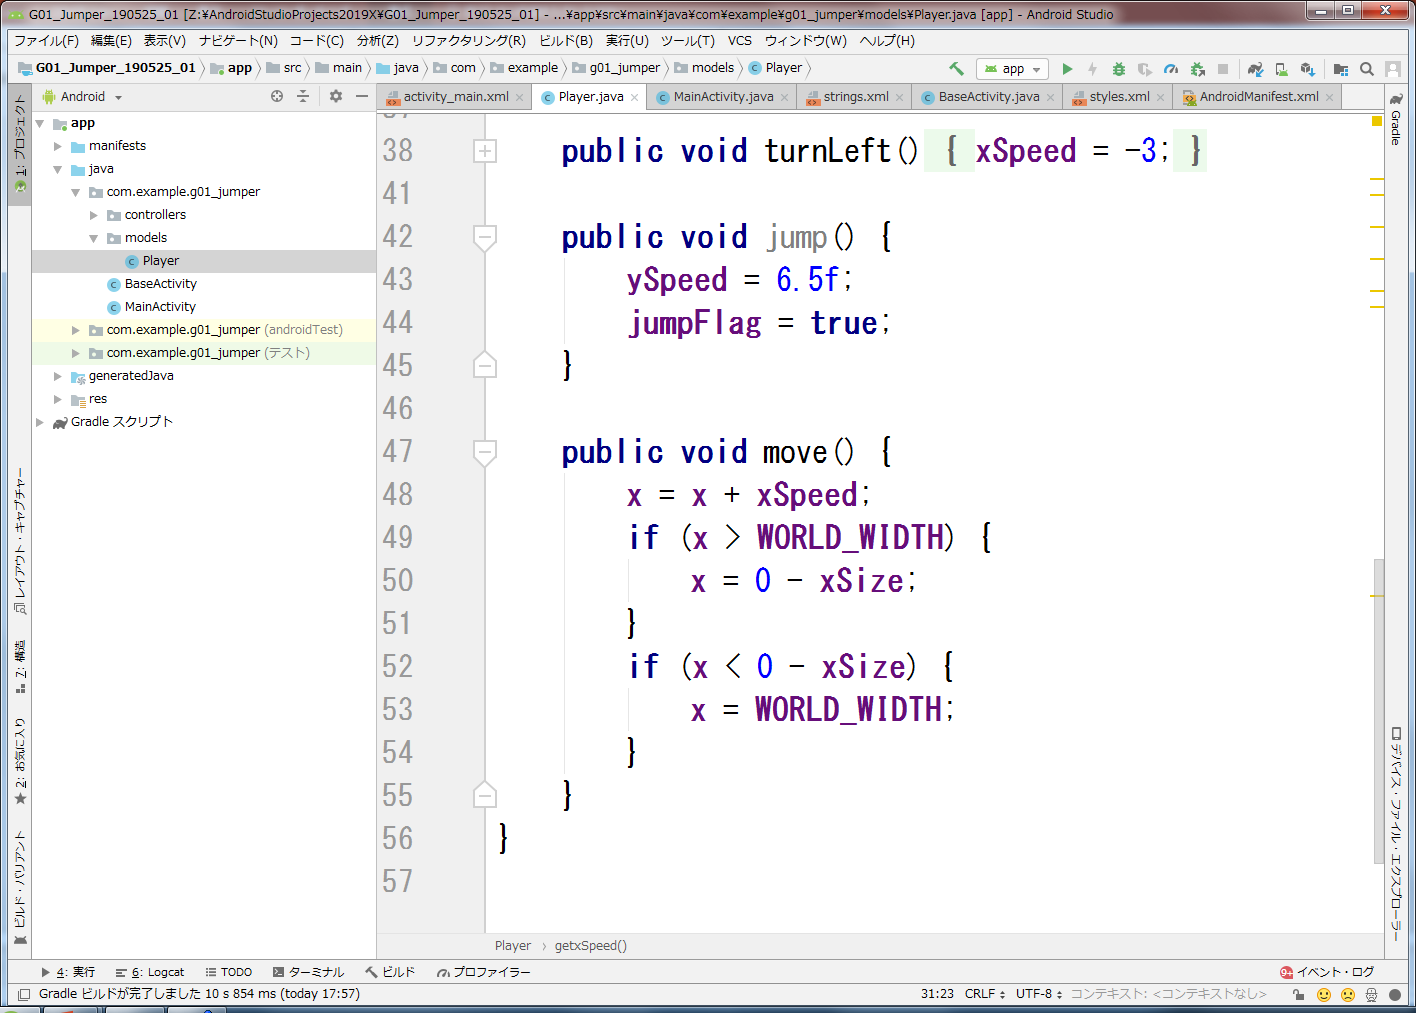 G01_Jumper_190525_01 [Z:¥AndroidStudioProjects2019X¥G01_Jumper_190525_01] - ...¥app¥src¥main¥java¥com¥example¥g01_jumper¥models¥Player.java [app] - Android Studio
ファイル(F) 編集(E) 表示(V) ナビゲート(N) コード(C) 分析(Z) リファクタリング(R) ビルド(B) 実行(U) ツール(T) VCS ウィンドウ(W) ヘルプ(H)
G01_Jumper_190525_01 app src main java com example g01_jumper models Player app
Android
activity_main.xml Player.java MainActivity.java strings.xml BaseActivity.java styles.xml AndroidManifest.xml
1: プロジェクト
レイアウト・キャプチャー
Z: 構造
2: お気に入り
ビルド・バリアント
app
manifests
java
com.example.g01_jumper
controllers
models
Player
BaseActivity
MainActivity
com.example.g01_jumper (androidTest)
com.example.g01_jumper (テスト)
generatedJava
res
Gradle スクリプト
38 public void turnLeft() { xSpeed = -3; }
41
42 public void jump() {
43 ySpeed = 6.5f;
44 jumpFlag = true;
45 }
46
47 public void move() {
48 x = x + xSpeed;
49 if (x > WORLD_WIDTH) {
50 x = 0 - xSize;
51 }
52 if (x < 0 - xSize) {
53 x = WORLD_WIDTH;
54 }
55 }
56 }
57
Player › getxSpeed()
Gradle
デバイス・ファイル・エクスプローラー
4: 実行 6: Logcat TODO ターミナル ビルド プロファイラー 9+ イベント・ログ
Gradle ビルドが完了しました 10 s 854 ms (today 17:57) 31:23 CRLF UTF-8 コンテキスト: <コンテキストなし>